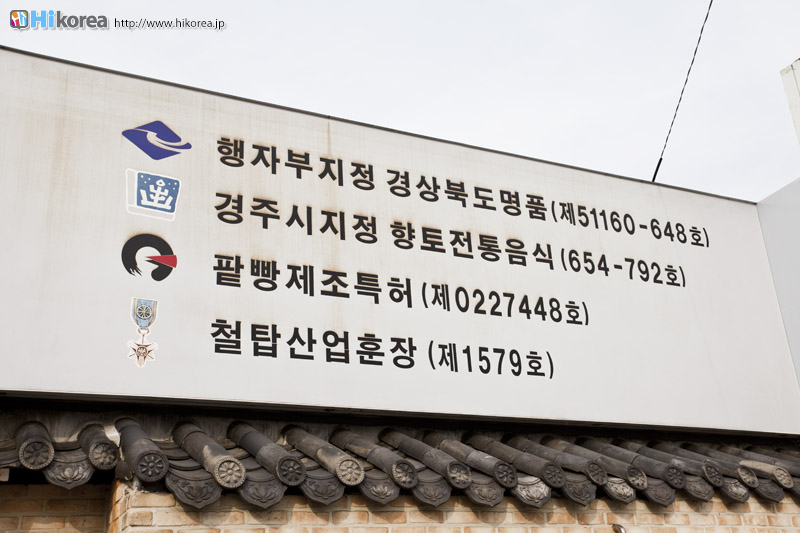 Hikorea http://www.hikorea.jp
행자부지정 경상북도명품(제51160-648호)
경주시지정 향토전통음식(654-792호)
팥빵제조특허(제0227448호)
철탑산업훈장(제1579호)